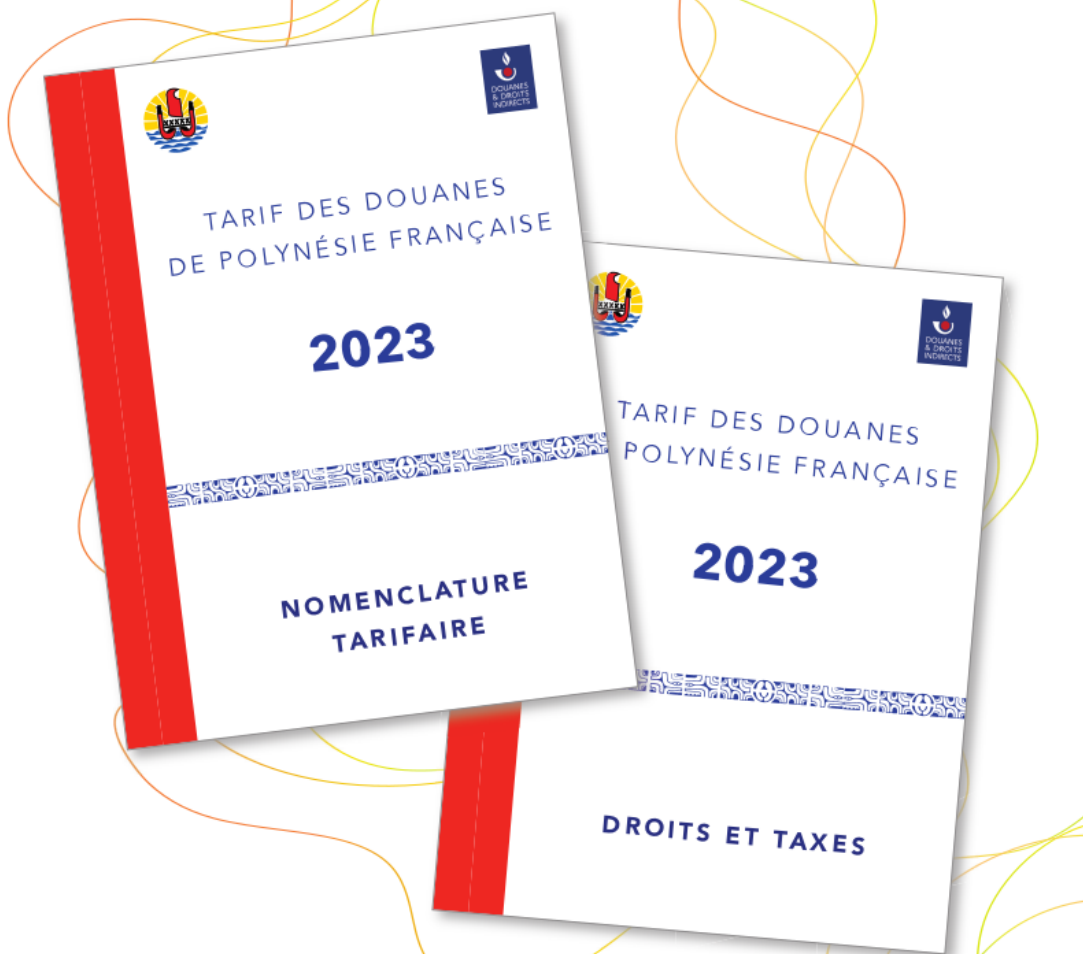 DOUANES
& DROITS
INDIRECTS
TARIF DES DOUANES
DE POLYNÉSIE FRANÇAISE
2023
NOMENCLATURE
TARIFAIRE
DOUANES
& DROITS
INDIRECTS
TARIF DES DOUANES
POLYNÉSIE FRANÇAISE
2023
DROITS ET TAXES